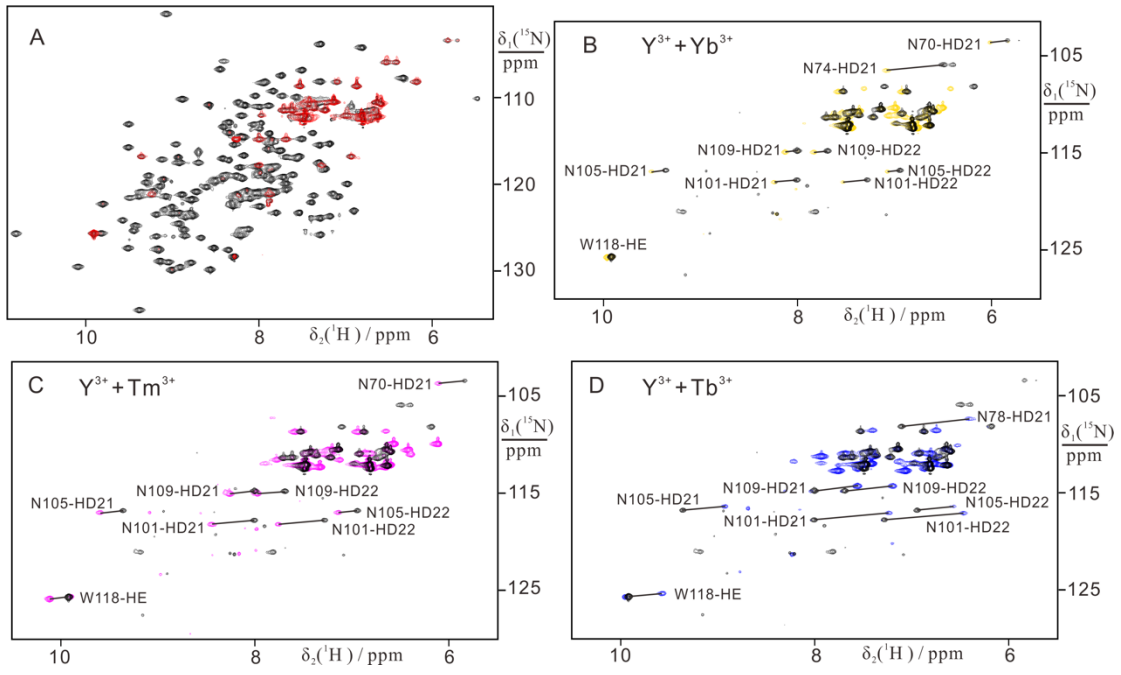 A
δ₁(¹⁵N)
ppm
110
120
130
10
8
6
δ₂(¹H) / ppm
B
Y³⁺ + Yb³⁺
N70-HD21
N74-HD21
N109-HD21
N109-HD22
N105-HD21
N105-HD22
N101-HD21
N101-HD22
W118-HE
105
δ₁(¹⁵N)
ppm
115
125
10
8
6
δ₂(¹H) / ppm
C
Y³⁺ + Tm³⁺
N70-HD21
N109-HD21
N109-HD22
N105-HD21
N105-HD22
N101-HD21
N101-HD22
W118-HE
105
δ₁(¹⁵N)
ppm
115
125
10
8
6
δ₂(¹H) / ppm
D
Y³⁺ + Tb³⁺
N78-HD21
N109-HD21
N109-HD22
N105-HD21
N105-HD22
N101-HD21
N101-HD22
W118-HE
105
δ₁(¹⁵N)
ppm
115
125
10
8
6
δ₂(¹H) / ppm